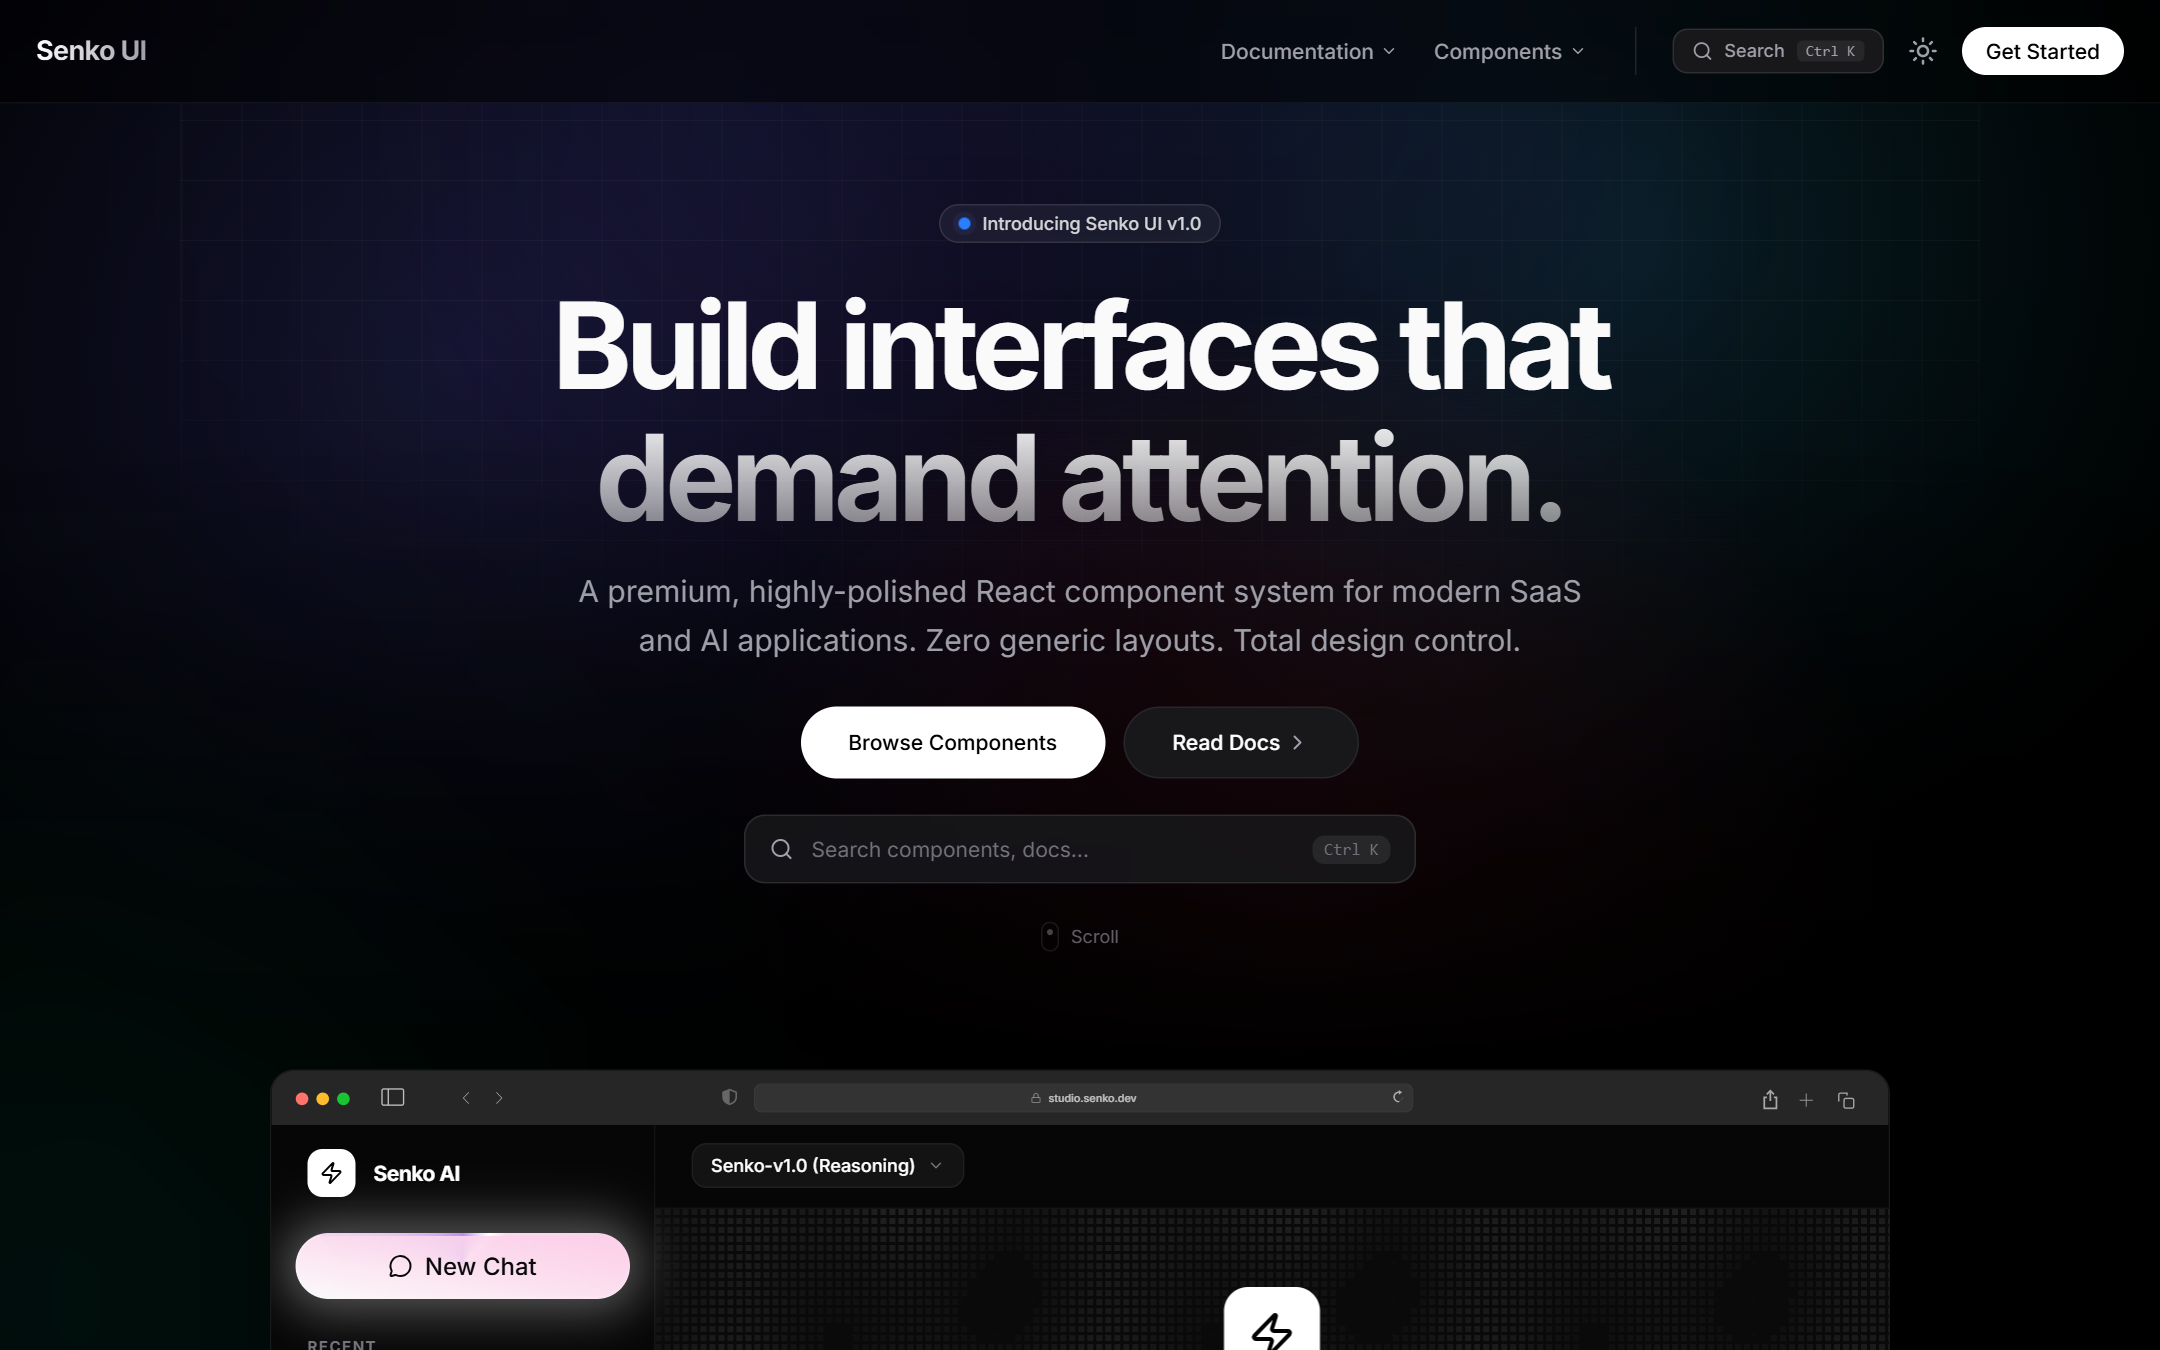 Senko UI
Documentation
Components
Search
Ctrl K
Get Started
Introducing Senko UI v1.0
Build interfaces that
demand attention.
A premium, highly-polished React component system for modern SaaS
and AI applications. Zero generic layouts. Total design control.
Browse Components
Read Docs
Search components, docs...
Ctrl K
Scroll
studio.senko.dev
Senko AI
Senko-v1.0 (Reasoning)
New Chat
RECENT